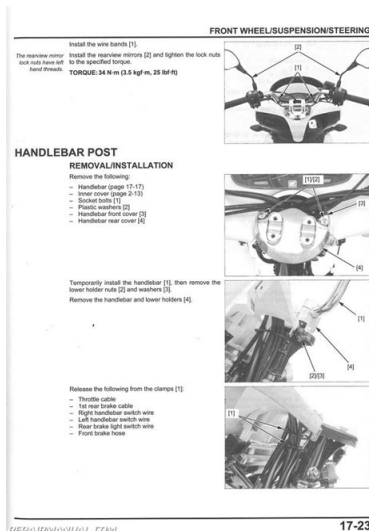 FRONT WHEEL/SUSPENSION/STEERING
Install the wire bands [1].
The rearview mirror
lock nuts have left
hand threads.
Install the rearview mirrors [2] and tighten the lock nuts
to the specified torque.
TORQUE: 34 N·m (3.5 kgf·m, 25 lbf·ft)
[2]
[1]
HANDLEBAR POST
REMOVAL/INSTALLATION
Remove the following:
– Handlebar (page 17-17)
– Inner cover (page 2-13)
– Socket bolts [1]
– Plastic washers [2]
– Handlebar front cover [3]
– Handlebar rear cover [4]
[1]/[2]
[3]
[4]
Temporarily install the handlebar [1], then remove the
lower holder nuts [2] and washers [3].
Remove the handlebar and lower holders [4].
[1]
[4]
[2]/[3]
Release the following from the clamps [1]:
– Throttle cable
– 1st rear brake cable
– Right handlebar switch wire
– Left handlebar switch wire
– Rear brake light switch wire
– Front brake hose
[1]
17-23